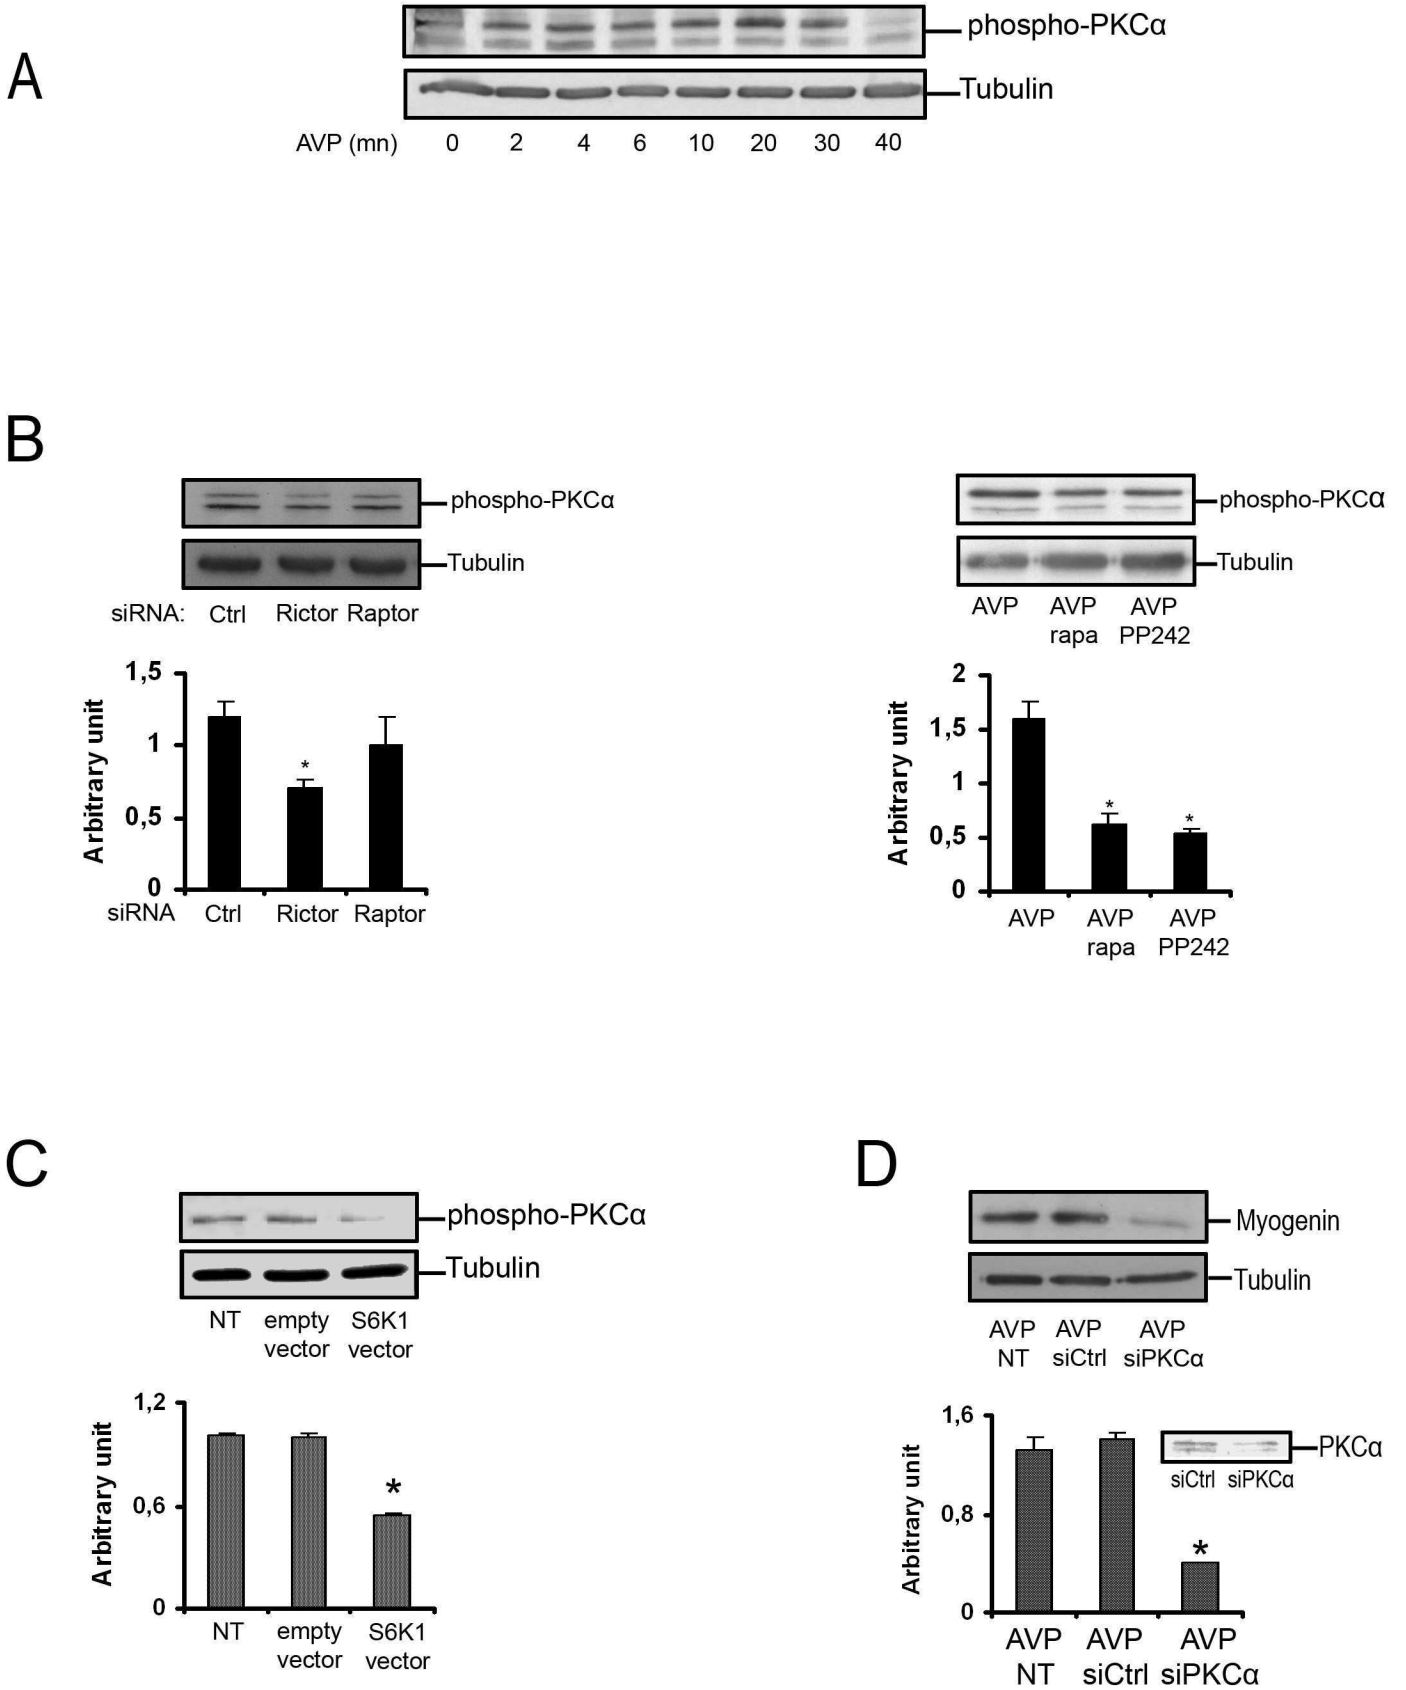 A
phospho-PKCα
Tubulin
AVP (mn) 0 2 4 6 10 20 30 40
B
phospho-PKCα
Tubulin
siRNA: Ctrl Rictor Raptor
1,5
1
0,5
0
Arbitrary unit
*
siRNA Ctrl Rictor Raptor
phospho-PKCα
Tubulin
AVP AVP AVP
rapa PP242
2
1,5
1
0,5
0
Arbitrary unit
* *
AVP AVP AVP
rapa PP242
C
phospho-PKCα
Tubulin
NT empty S6K1
vector vector
1,2
0,6
0
Arbitrary unit
*
NT empty S6K1
vector vector
D
Myogenin
Tubulin
AVP AVP AVP
NT siCtrl siPKCα
1,6
0,8
0
Arbitrary unit
PKCα
siCtrl siPKCα
*
AVP AVP AVP
NT siCtrl siPKCα